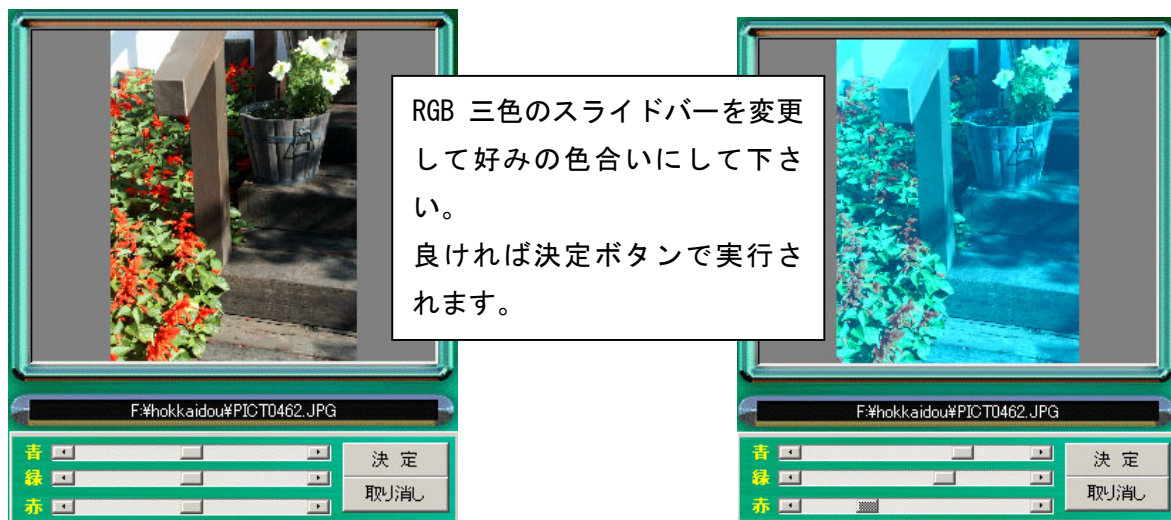 RGB 三色のスライドバーを変更
して好みの色合いにして下さ
い。
良ければ決定ボタンで実行さ
れます。
F:¥hokkaidou¥PICT0462.JPG
青
緑
赤
決 定
取り消し
F:¥hokkaidou¥PICT0462.JPG
青
緑
赤
決 定
取り消し